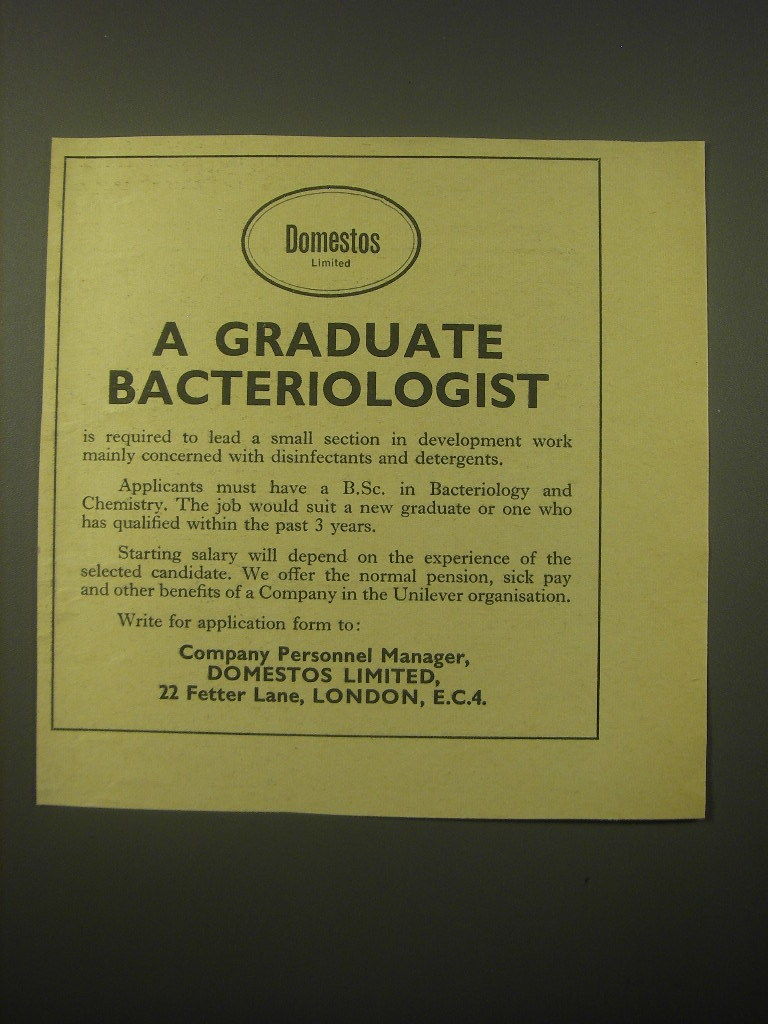 Domestos
Limited
A GRADUATE
BACTERIOLOGIST
is required to lead a small section in development work
mainly concerned with disinfectants and detergents.
Applicants must have a B.Sc. in Bacteriology and
Chemistry. The job would suit a new graduate or one who
has qualified within the past 3 years.
Starting salary will depend on the experience of the
selected candidate. We offer the normal pension, sick pay
and other benefits of a Company in the Unilever organisation.
Write for application form to:
Company Personnel Manager,
DOMESTOS LIMITED,
22 Fetter Lane, LONDON, E.C.4.